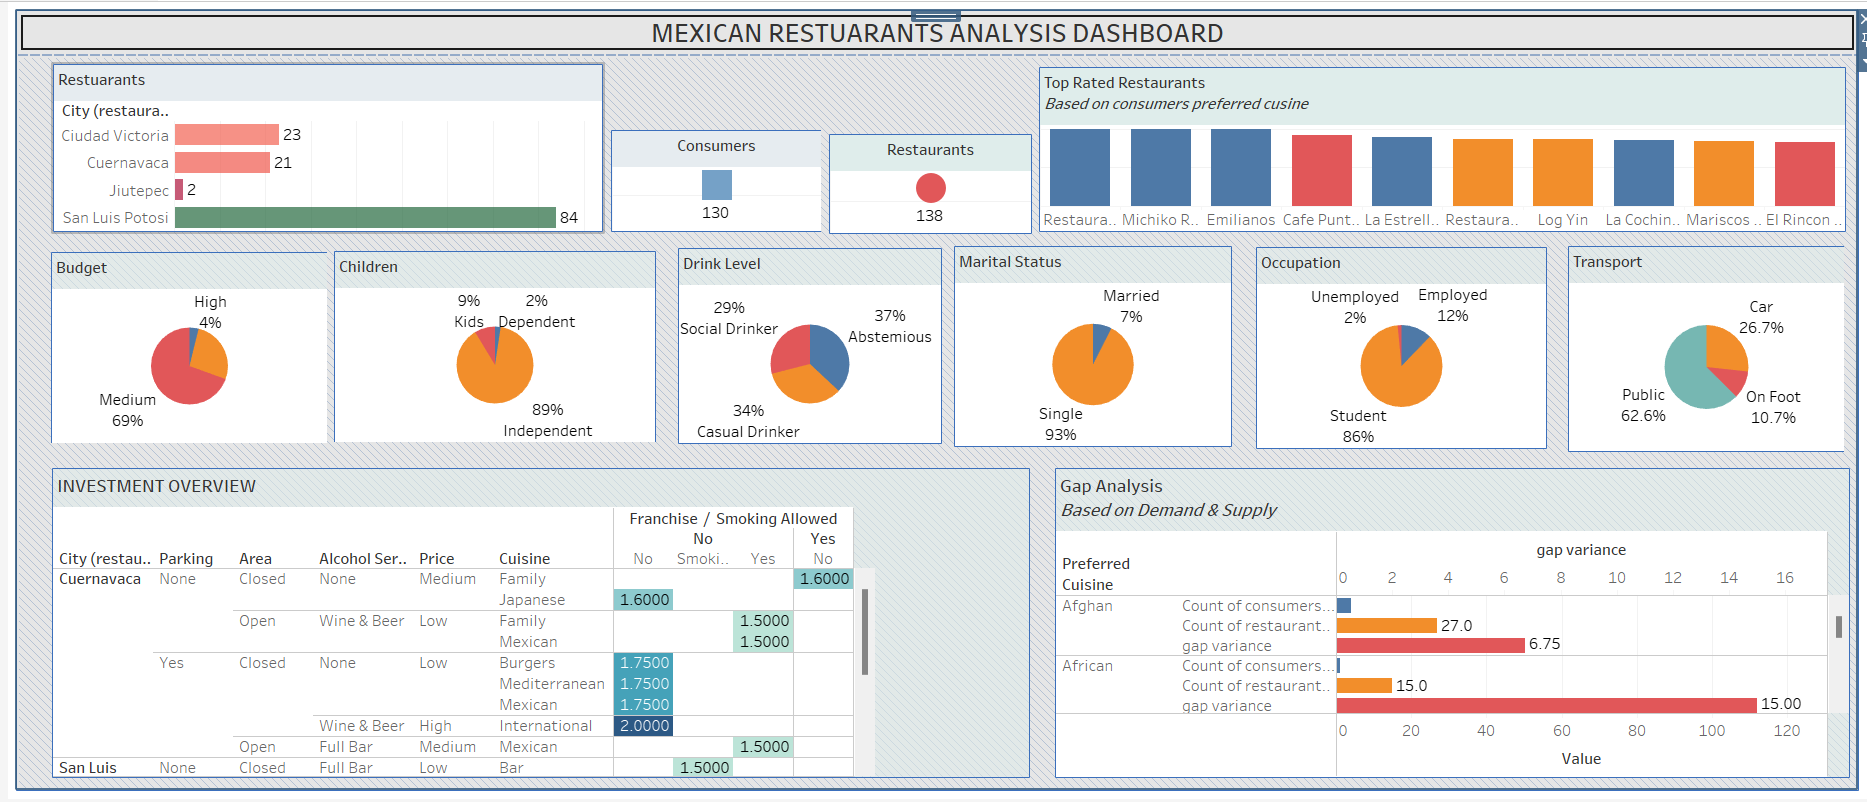 MEXICAN RESTUARANTS ANALYSIS DASHBOARD
Restuarants
City (restaura..
Ciudad Victoria 23
Cuernavaca 21
Jiutepec 2
San Luis Potosi 84
Consumers
130
Restaurants
138
Top Rated Restaurants
Based on consumers preferred cusine
Restaura.. Michiko R.. Emilianos Cafe Punt.. La Estrell.. Restaura.. Log Yin La Cochin.. Mariscos .. El Rincon ..
Budget
High
4%
Medium
69%
Children
9% 2%
Kids Dependent
89%
Independent
Drink Level
29%
Social Drinker
37%
Abstemious
34%
Casual Drinker
Marital Status
Married
7%
Single
93%
Occupation
Unemployed Employed
2% 12%
Student
86%
Transport
Car
26.7%
Public On Foot
62.6% 10.7%
INVESTMENT OVERVIEW
Franchise / Smoking Allowed
No Yes
City (restau.. Parking Area Alcohol Ser.. Price Cuisine No Smoki.. Yes No
Cuernavaca None Closed None Medium Family 1.6000
Japanese 1.6000
Open Wine & Beer Low Family 1.5000
Mexican 1.5000
Yes Closed None Low Burgers 1.7500
Mediterranean 1.7500
Mexican 1.7500
Wine & Beer High International 2.0000
Open Full Bar Medium Mexican 1.5000
San Luis None Closed Full Bar Low Bar 1.5000
Gap Analysis
Based on Demand & Supply
gap variance
Preferred
Cuisine
0 2 4 6 8 10 12 14 16
Afghan Count of consumers...
Count of restaurant.. 27.0
gap variance 6.75
African Count of consumers...
Count of restaurant.. 15.0
gap variance 15.00
0 20 40 60 80 100 120
Value